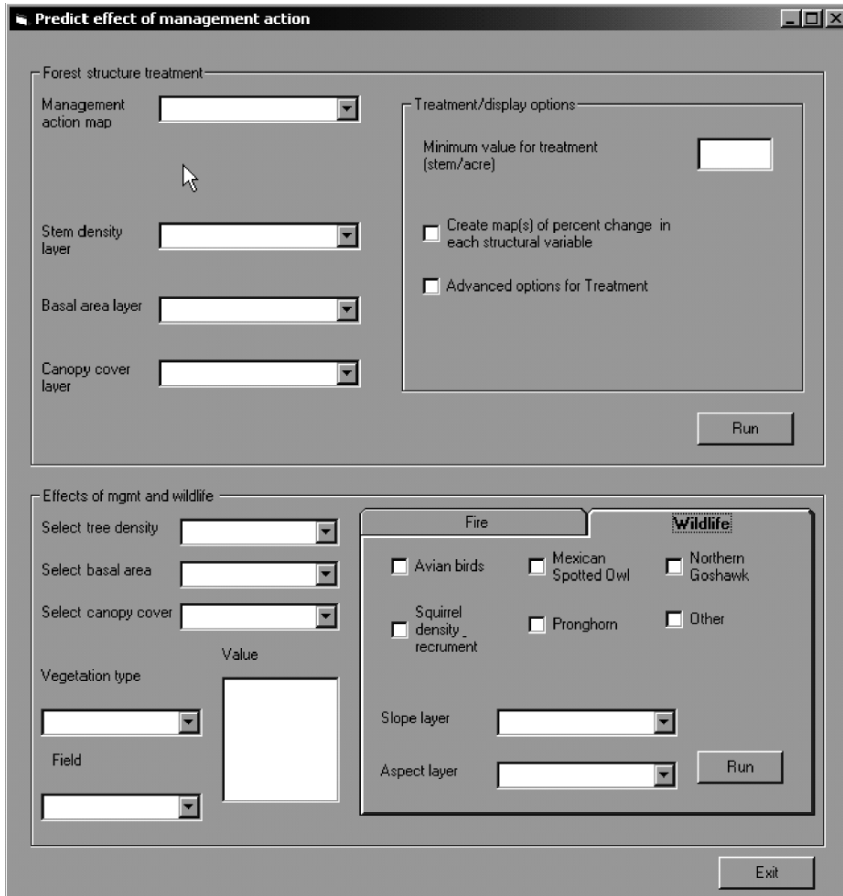 Predict effect of management action
Forest structure treatment
Management
action map
Stem density
layer
Basal area layer
Canopy cover
layer
Treatment/display options
Minimum value for treatment
(stem/acre)
Create map(s) of percent change in
each structural variable
Advanced options for Treatment
Run
Effects of mgmt and wildlife
Select tree density
Select basal area
Select canopy cover
Vegetation type
Field
Value
Fire
Wildlife
Avian birds
Mexican
Spotted Owl
Northern
Goshawk
Squirrel
density_
recrument
Pronghorn
Other
Slope layer
Aspect layer
Run
Exit